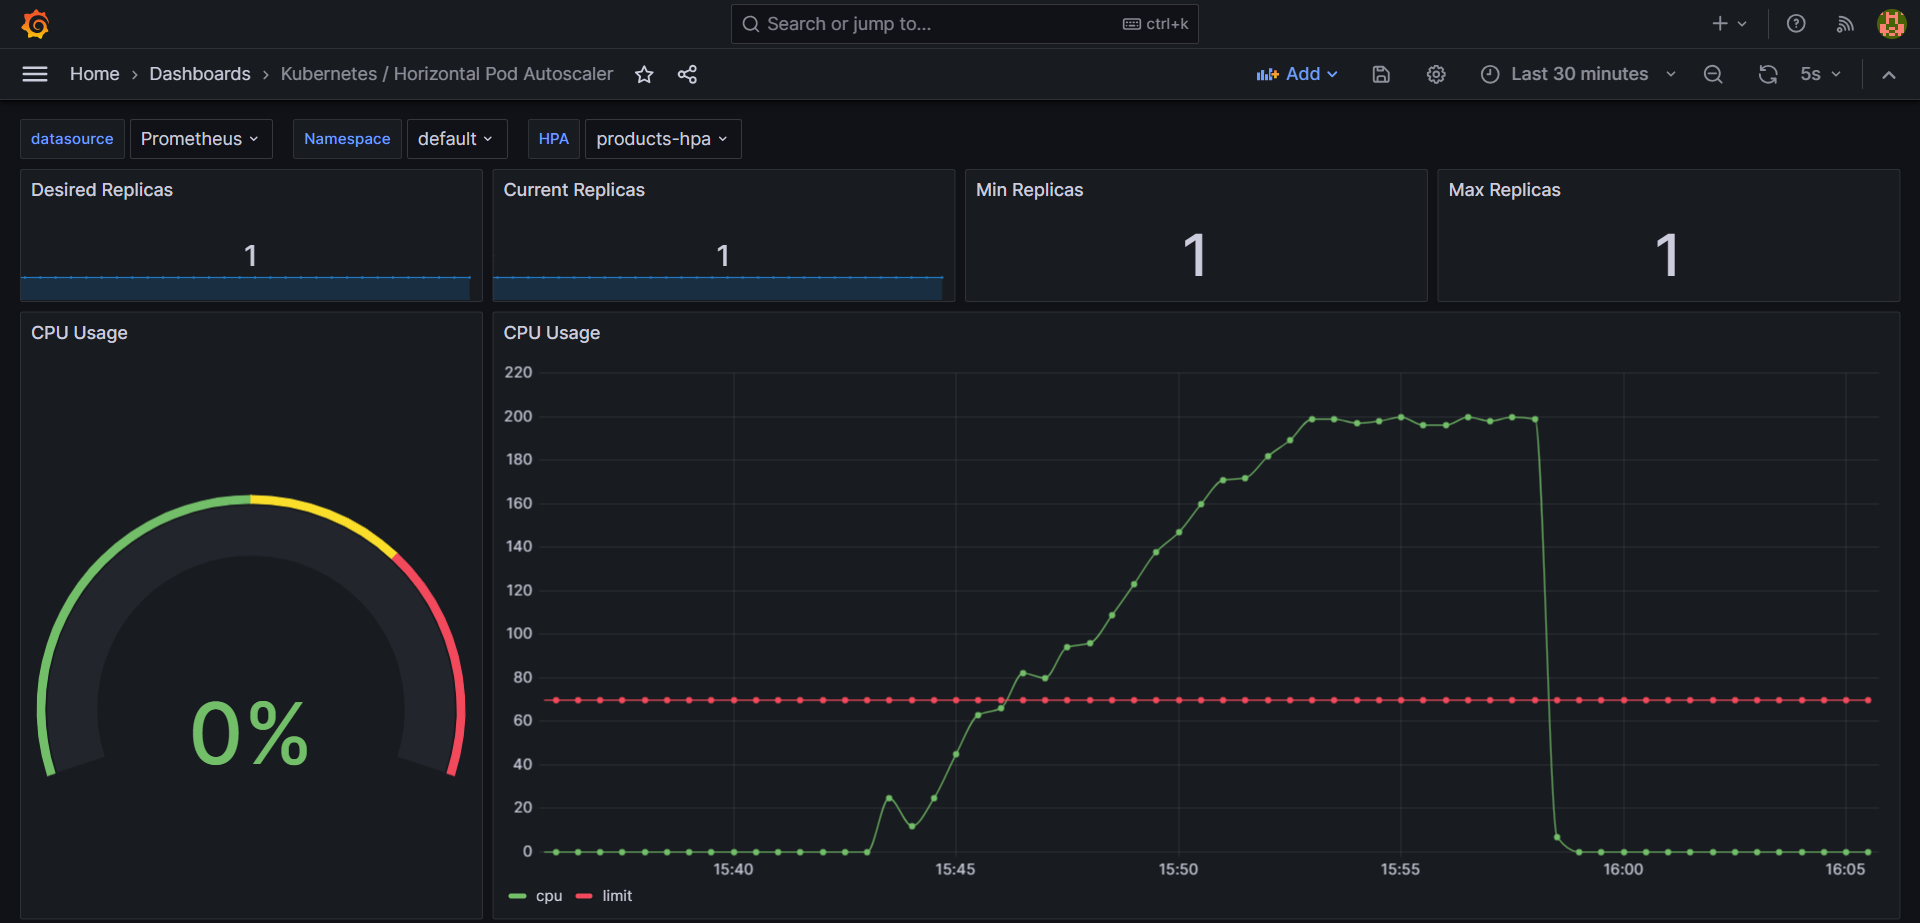 Search or jump to... ctrl+k
Home › Dashboards › Kubernetes / Horizontal Pod Autoscaler Add Last 30 minutes 5s
datasource Prometheus Namespace default HPA products-hpa
Desired Replicas
1
Current Replicas
1
Min Replicas
1
Max Replicas
1
CPU Usage
0%
CPU Usage
220
200
180
160
140
120
100
80
60
40
20
0
15:40 15:45 15:50 15:55 16:00 16:05
cpu limit